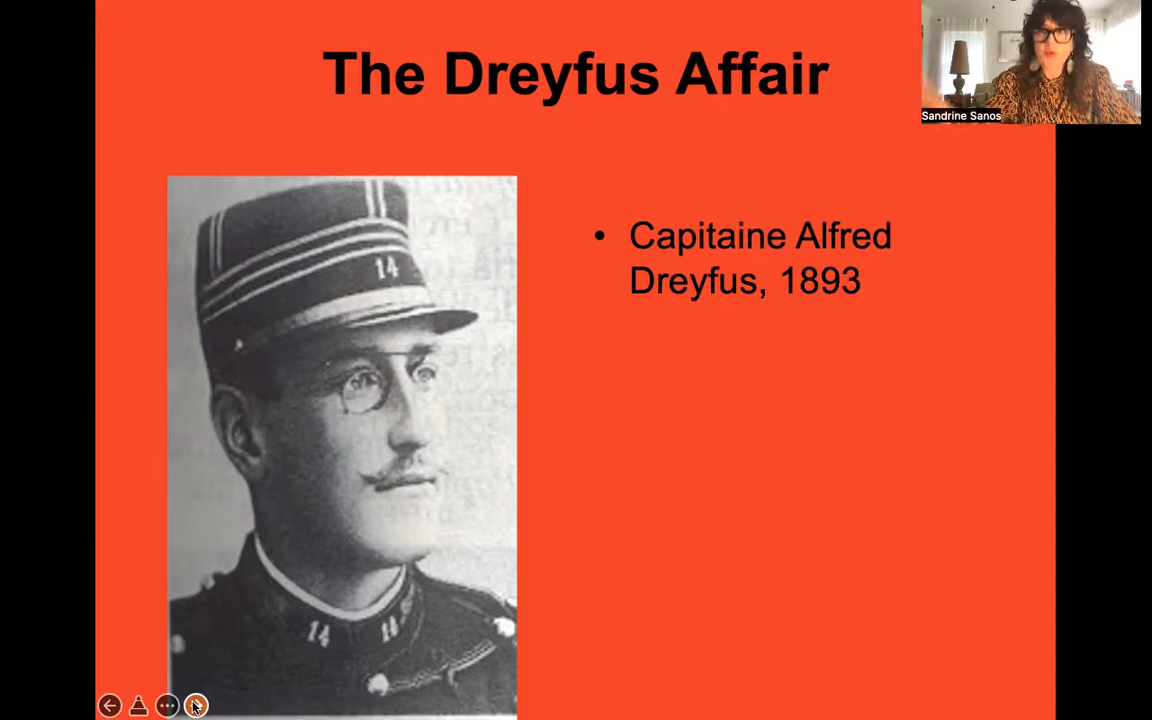 The Dreyfus Affair
Sandrine Sanos
• Capitaine Alfred
Dreyfus, 1893
14
14
14